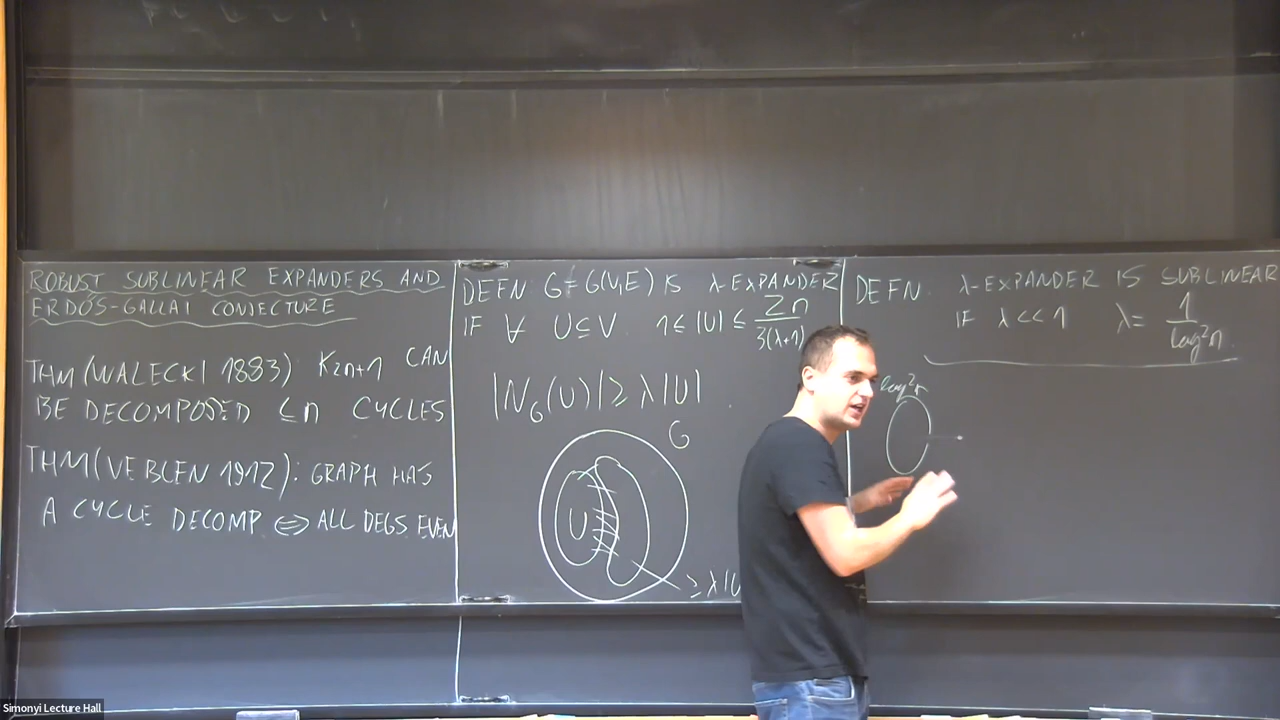 ROBUST SUBLINEAR EXPANDERS AND
ERDŐS-GALLAI CONJECTURE
THM (WALECKI 1883) K₂ₙ₊₁ CAN
BE DECOMPOSED ⊆ n CYCLES
THM (VEBLEN 1912): GRAPH HAS
A CYCLE DECOMP ⇔ ALL DEGS EVEN
DEFN G=G(V,E) IS λ-EXPANDER
IF ∀ U⊆V 1≤|U|≤ 2n/3(λ+1)
|N_G(U)|≥λ|U|
G
U
≥λ|U
DEFN. λ-EXPANDER IS SUBLINEAR
IF λ<<1 λ= 1/log²n
log²n
Simonyi Lecture Hall